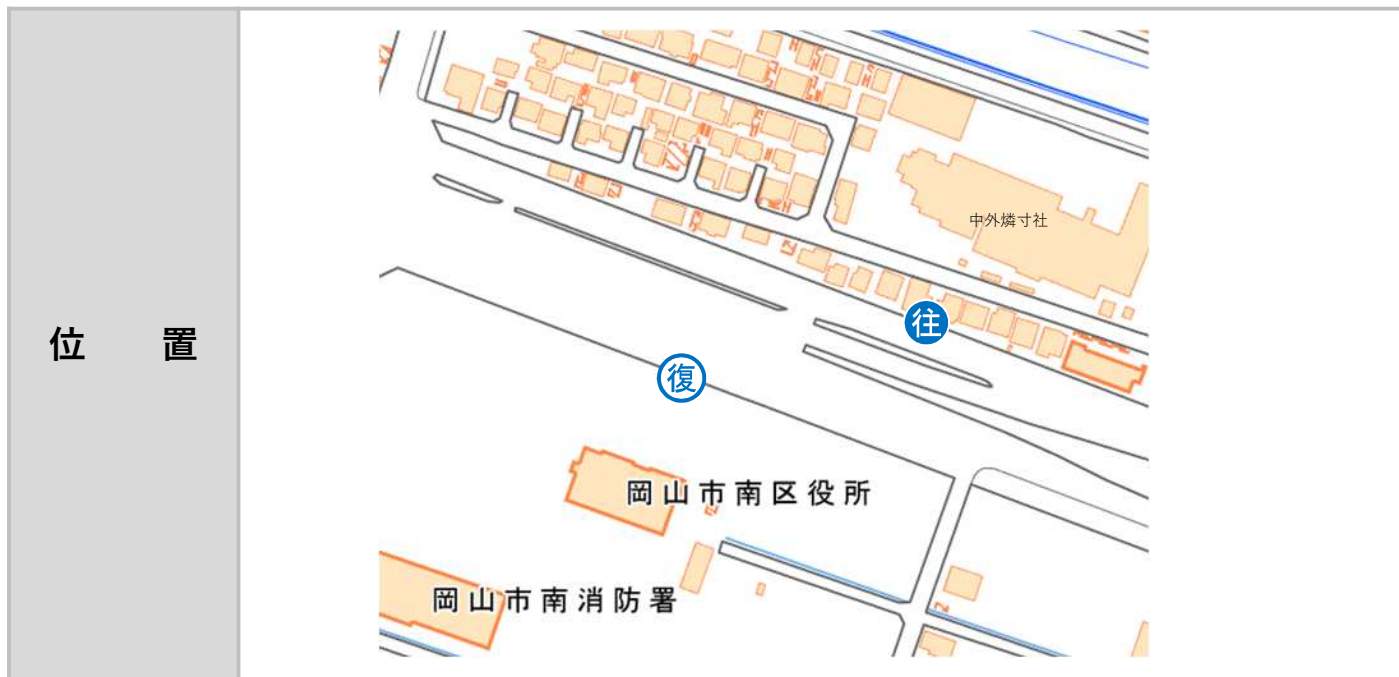 位　置
中外燐寸社
往
復
岡山市南区役所
岡山市南消防署